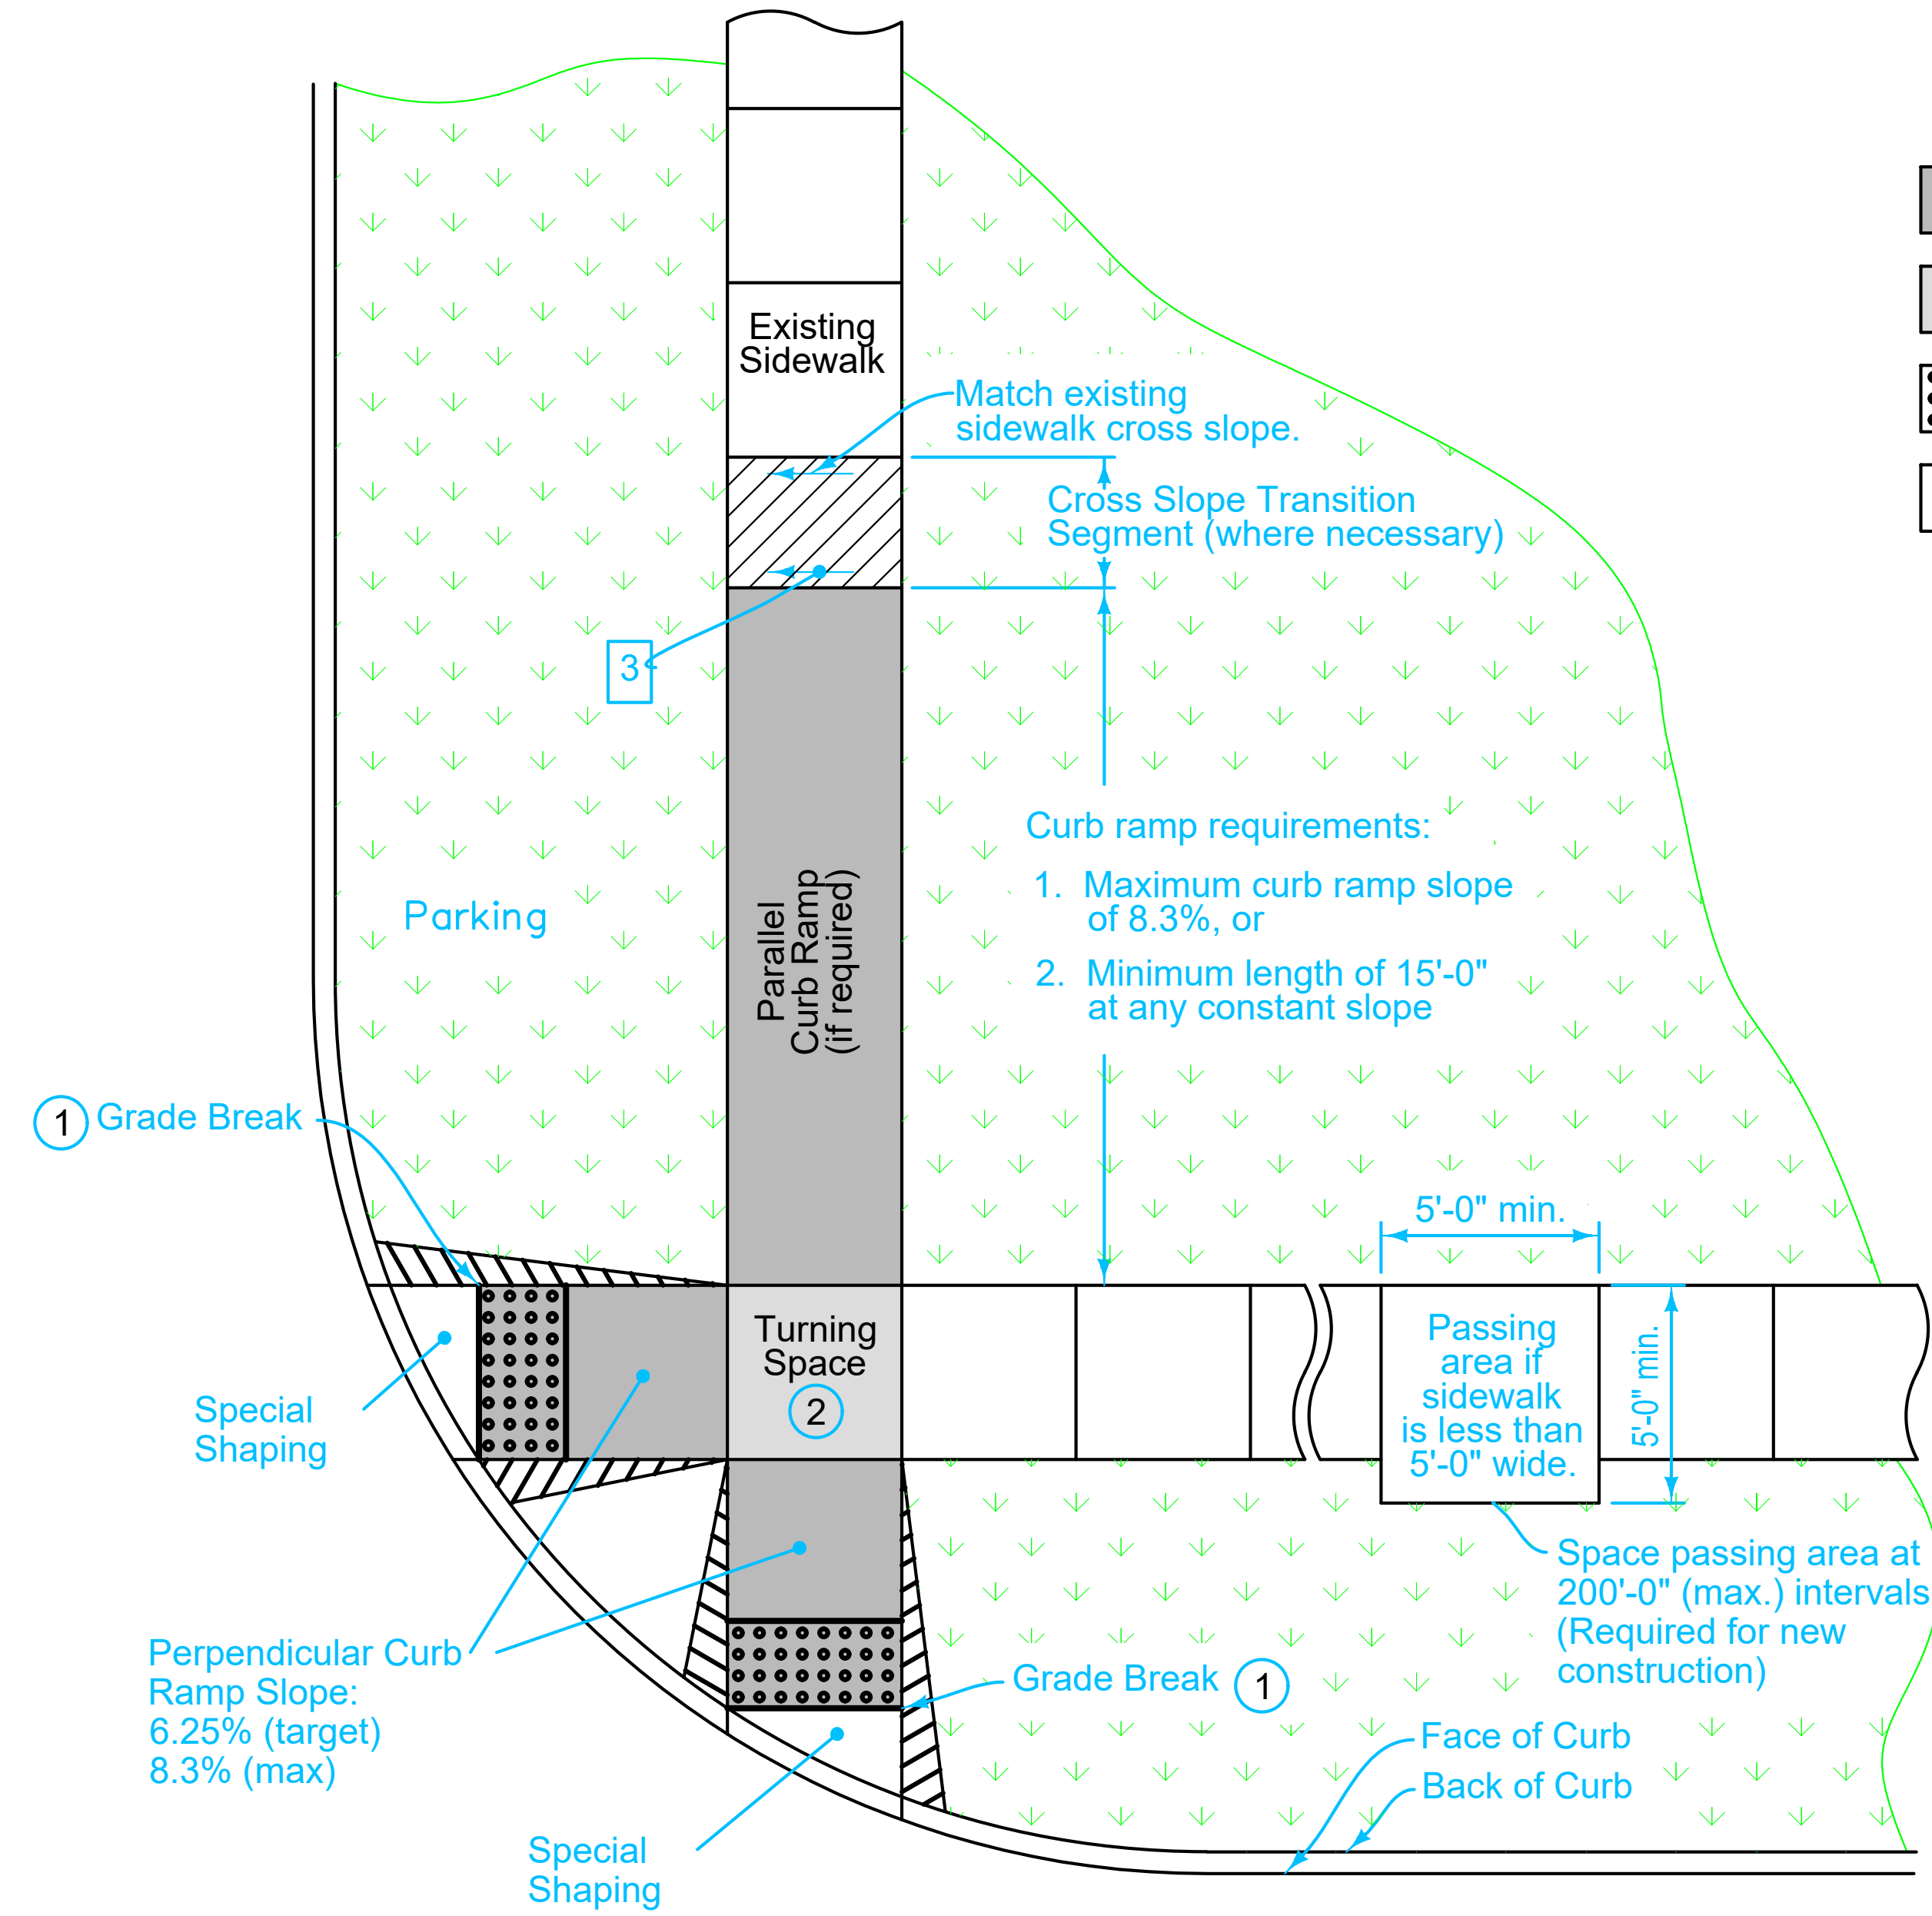 Existing
Sidewalk
Match existing
sidewalk cross slope.
Cross Slope Transition
Segment (where necessary)
3
Curb ramp requirements:
1. Maximum curb ramp slope
of 8.3%, or
2. Minimum length of 15'-0"
at any constant slope
Parallel
Curb Ramp
(if required)
Parking
1 Grade Break
5'-0" min.
Turning
Space
2
Passing
area if
sidewalk
is less than
5'-0" wide.
5'-0" min.
Special
Shaping
Space passing area at
200'-0" (max.) intervals
(Required for new
construction)
Perpendicular Curb
Ramp Slope:
6.25% (target)
8.3% (max)
Grade Break 1
Face of Curb
Back of Curb
Special
Shaping